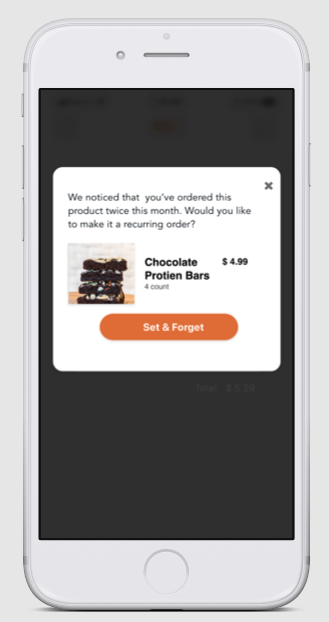 We noticed that  you've ordered this
product twice this month. Would you like
to make it a recurring order?
Chocolate $ 4.99
Protien Bars
4 count
Set & Forget
Total